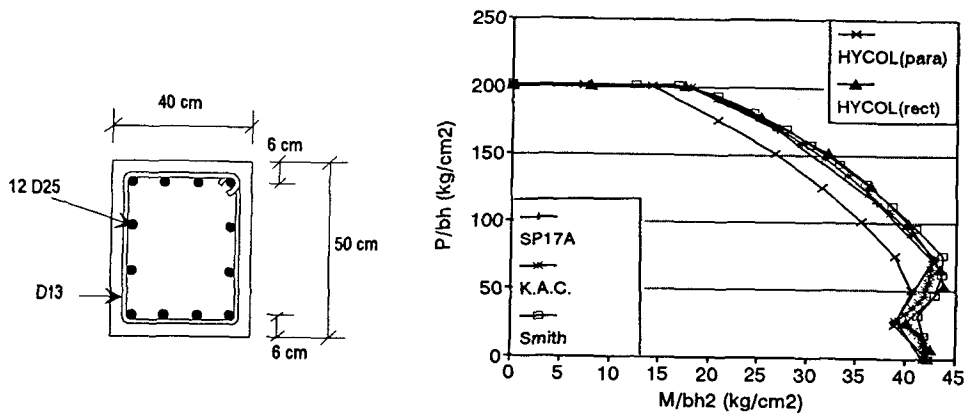 40 cm
6 cm
12 D25
50 cm
D13
6 cm
P/bh (kg/cm2)
250
200
150
100
50
0
HYCOL(para)
HYCOL(rect)
SP17A
K.A.C.
Smith
0 5 10 15 20 25 30 35 40 45
M/bh2 (kg/cm2)